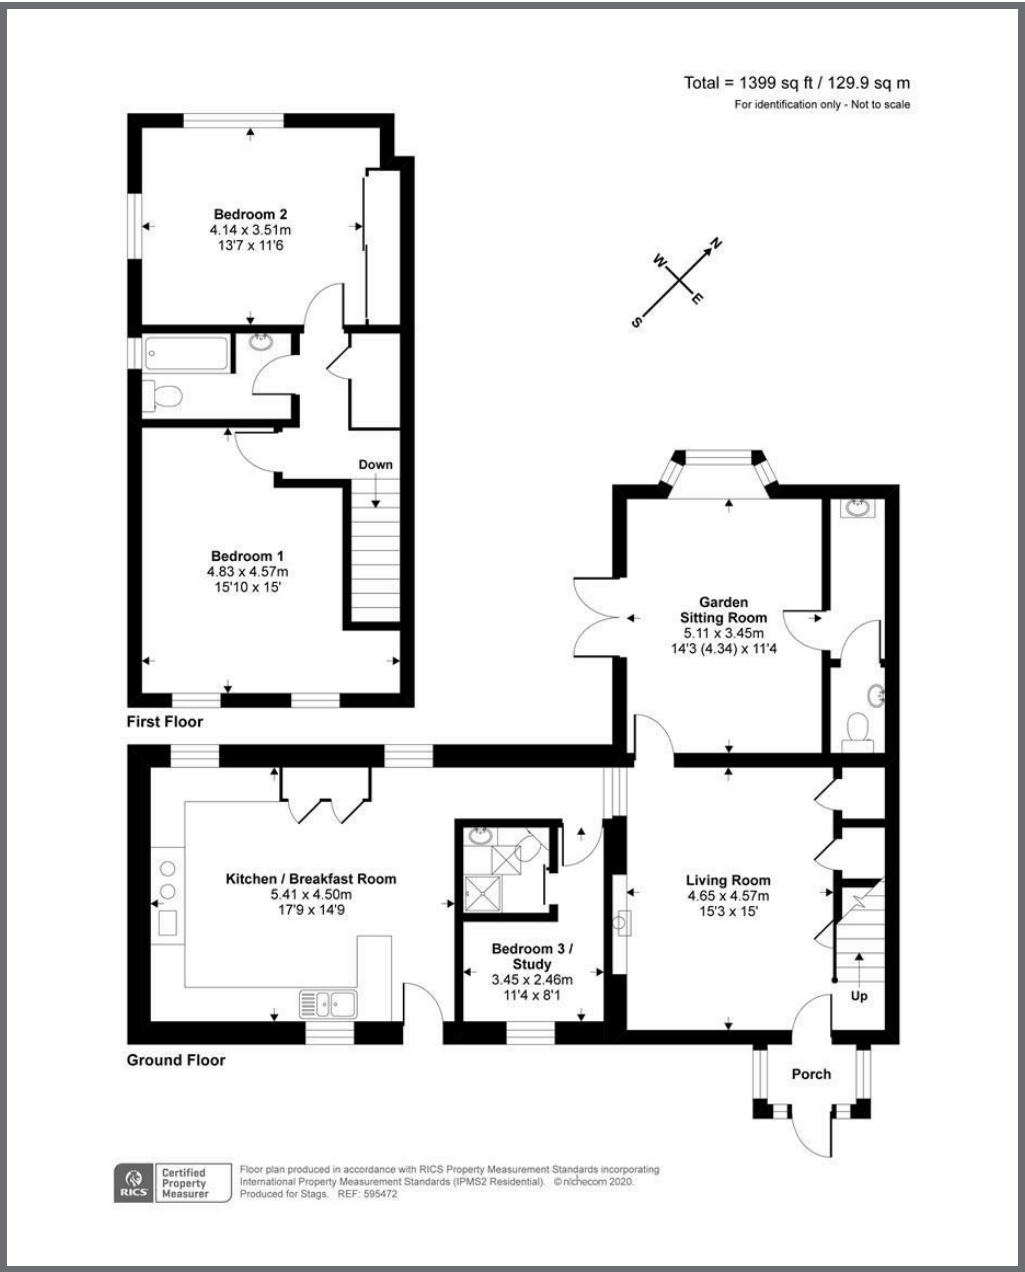 Total = 1399 sq ft / 129.9 sq m
For identification only - Not to scale
Bedroom 2
4.14 x 3.51m
13'7 x 11'6
N
W
E
S
Down
Bedroom 1
4.83 x 4.57m
15'10 x 15'
First Floor
Garden
Sitting Room
5.11 x 3.45m
14'3 (4.34) x 11'4
Kitchen / Breakfast Room
5.41 x 4.50m
17'9 x 14'9
Living Room
4.65 x 4.57m
15'3 x 15'
Bedroom 3 /
Study
3.45 x 2.46m
11'4 x 8'1
Up
Ground Floor
Porch
RICS
Certified
Property
Measurer
Floor plan produced in accordance with RICS Property Measurement Standards incorporating
International Property Measurement Standards (IPMS2 Residential). © nichecom 2020.
Produced for Stags. REF: 595472